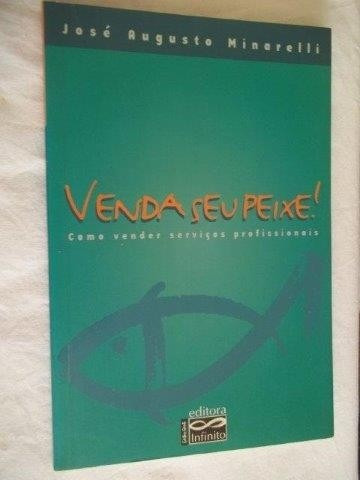 José Augusto Minarelli
VENDA SEU PEIXE!
Como vender serviços profissionais
editora
Infinito